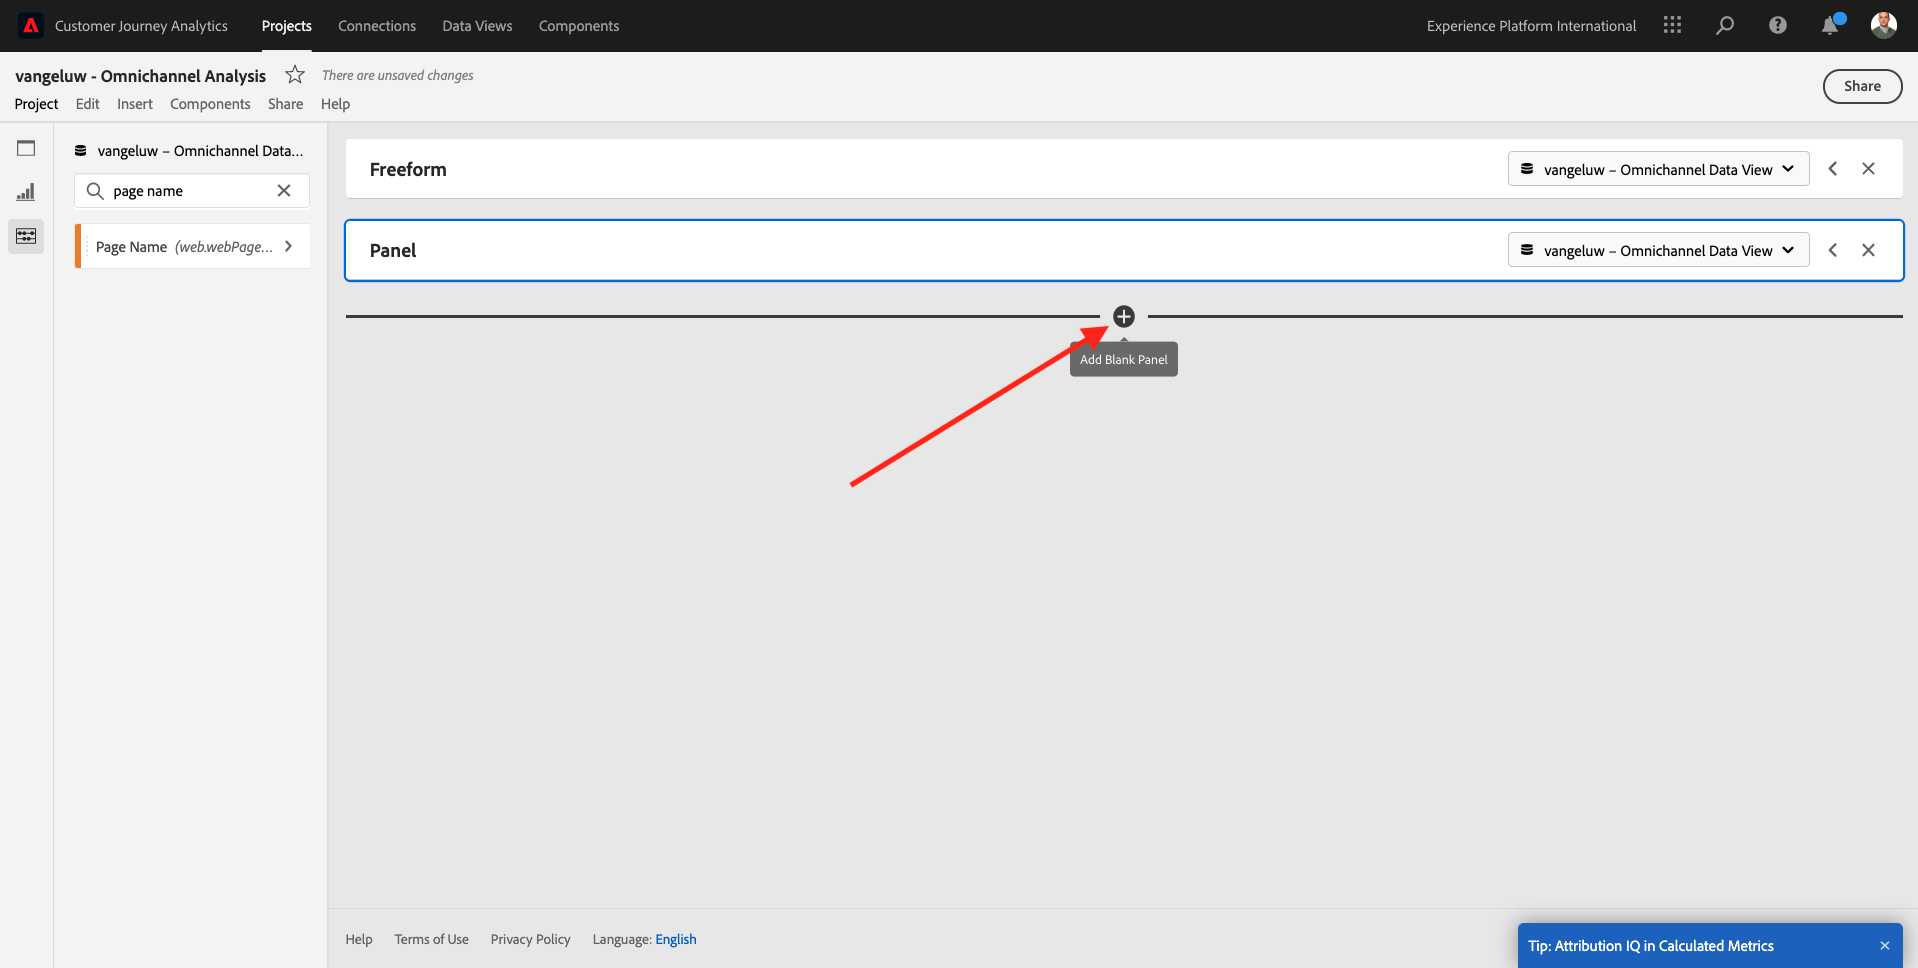 Customer Journey Analytics
Projects
Connections
Data Views
Components
Experience Platform International
vangeluw - Omnichannel Analysis
There are unsaved changes
Project
Edit
Insert
Components
Share
Help
Share
vangeluw – Omnichannel Data...
page name
Page Name (web.webPage...
Freeform
vangeluw – Omnichannel Data View
Panel
vangeluw – Omnichannel Data View
Add Blank Panel
Help
Terms of Use
Privacy Policy
Language: English
Tip: Attribution IQ in Calculated Metrics